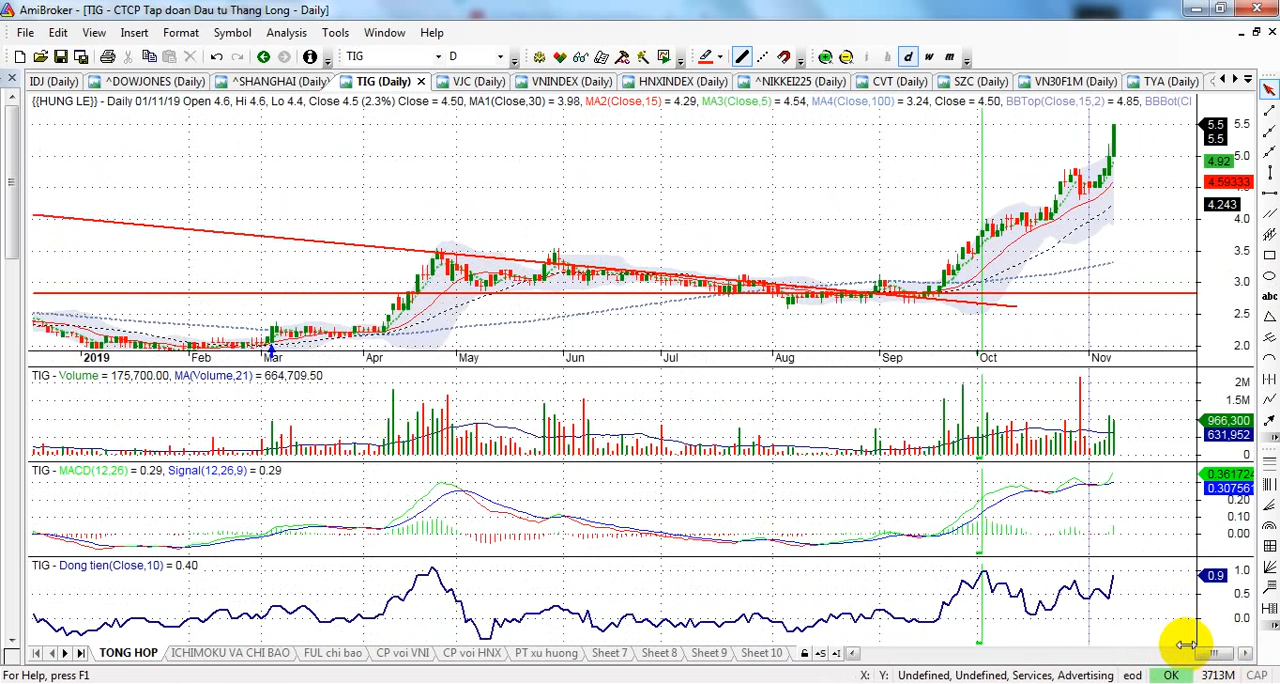 AmiBroker - [TIG - CTCP Tap doan Dau tu Thang Long - Daily]
File Edit View Insert Format Symbol Analysis Tools Window Help
TIG D i h d w m
IDJ (Daily) ^DOWJONES (Daily) ^SHANGHAI (Daily) TIG (Daily) VJC (Daily) VNINDEX (Daily) HNXINDEX (Daily) ^NIKKEI225 (Daily) CVT (Daily) SZC (Daily) VN30F1M (Daily) TYA (Daily)
{{HUNG LE}} - Daily 01/11/19 Open 4.6, Hi 4.6, Lo 4.4, Close 4.5 (2.3%) Close = 4.50, MA1(Close,30) = 3.98, MA2(Close,15) = 4.29, MA3(Close,5) = 4.54, MA4(Close,100) = 3.24, Close = 4.50, BBTop(Close,15,2) = 4.85, BBBot(Cl
5.5 5.5
5.5
5.0
4.92
4.59333
4.243
4.0
3.5
3.0
2.5
2.0
2019 Feb Mar Apr May Jun Jul Aug Sep Oct Nov
TIG - Volume = 175,700.00, MA(Volume,21) = 664,709.50
2M
1.5M
966,300
631,952
0
TIG - MACD(12,26) = 0.29, Signal(12,26,9) = 0.29
0.361724
0.307561
0.20
0.10
0.00
TIG - Dong tien(Close,10) = 0.40
1.0
0.9
0.5
0.0
TONG HOP ICHIMOKU VA CHI BAO FUL chi bao CP voi VNI CP voi PT xu huong Sheet 7 Sheet 8 Sheet 9 Sheet 10
For Help, press F1 X: Y: Undefined, Undefined, Services, Advertising eod OK 3713M CAP
abc